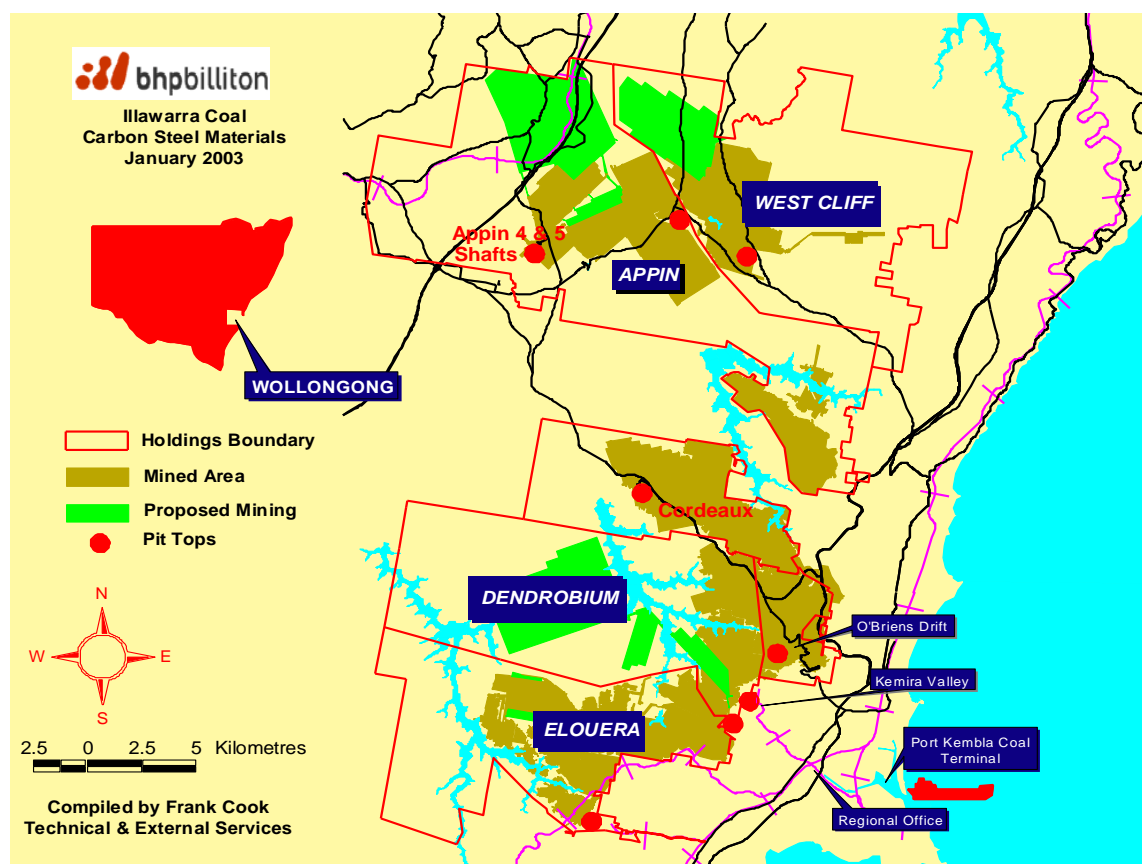 bhpbilliton
Illawarra Coal
Carbon Steel Materials
January 2003
WEST CLIFF
Appin 4 & 5
Shafts
APPIN
WOLLONGONG
Holdings Boundary
Mined Area
Proposed Mining
Pit Tops
Cordeaux
DENDROBIUM
N
W
E
S
O'Briens Drift
Kemira Valley
ELOUERA
Port Kembla Coal
Terminal
2.5 0 2.5 5 Kilometres
Regional Office
Compiled by Frank Cook
Technical & External Services